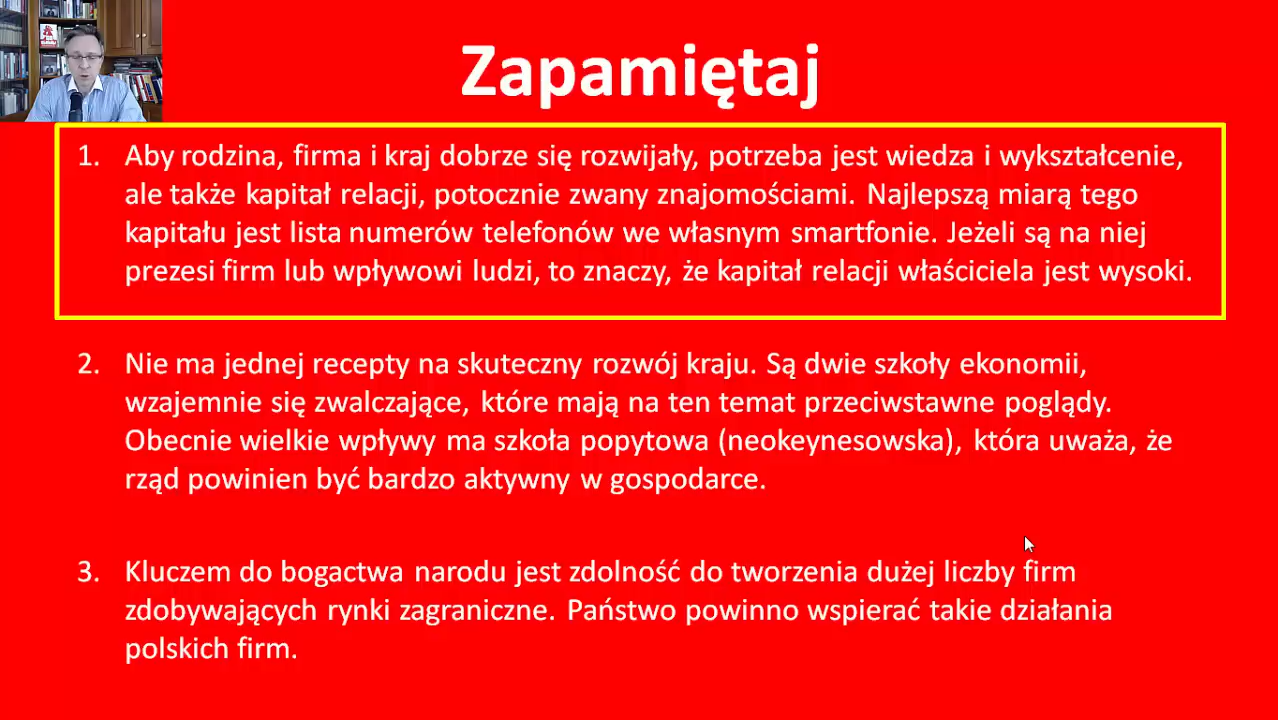 Zapamiętaj
1. Aby rodzina, firma i kraj dobrze się rozwijały, potrzeba jest wiedza i wykształcenie,
ale także kapitał relacji, potocznie zwany znajomościami. Najlepszą miarą tego
kapitału jest lista numerów telefonów we własnym smartfonie. Jeżeli są na niej
prezesi firm lub wpływowi ludzi, to znaczy, że kapitał relacji właściciela jest wysoki.
2. Nie ma jednej recepty na skuteczny rozwój kraju. Są dwie szkoły ekonomii,
wzajemnie się zwalczające, które mają na ten temat przeciwstawne poglądy.
Obecnie wielkie wpływy ma szkoła popytowa (neokeynesowska), która uważa, że
rząd powinien być bardzo aktywny w gospodarce.
3. Kluczem do bogactwa narodu jest zdolność do tworzenia dużej liczby firm
zdobywających rynki zagraniczne. Państwo powinno wspierać takie działania
polskich firm.